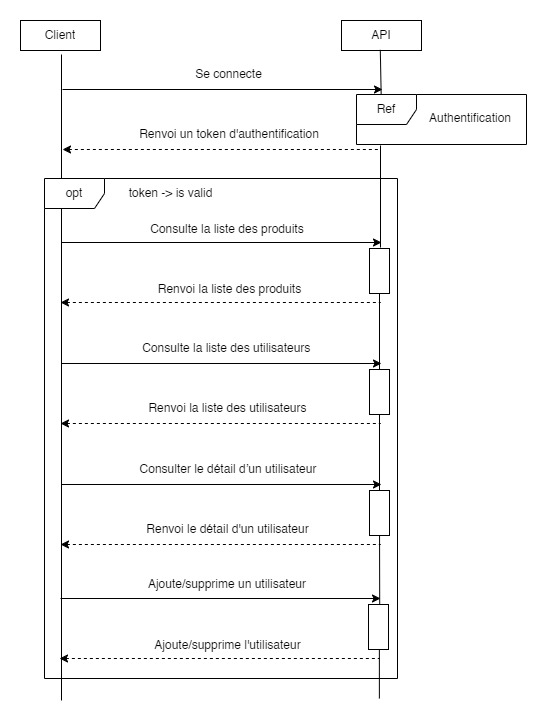 Client
API
Se connecte
Ref
Authentification
Renvoi un token d'authentification
opt
token -> is valid
Consulte la liste des produits
Renvoi la liste des produits
Consulte la liste des utilisateurs
Renvoi la liste des utilisateurs
Consulter le détail d’un utilisateur
Renvoi le détail d'un utilisateur
Ajoute/supprime un utilisateur
Ajoute/supprime l'utilisateur